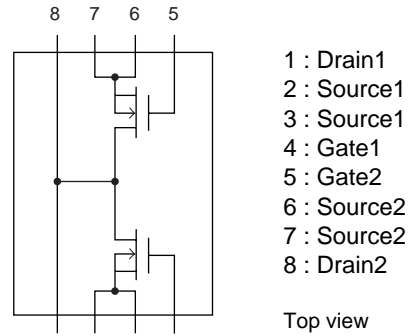 8 7 6 5
1 : Drain1
2 : Source1
3 : Source1
4 : Gate1
5 : Gate2
6 : Source2
7 : Source2
8 : Drain2
Top view